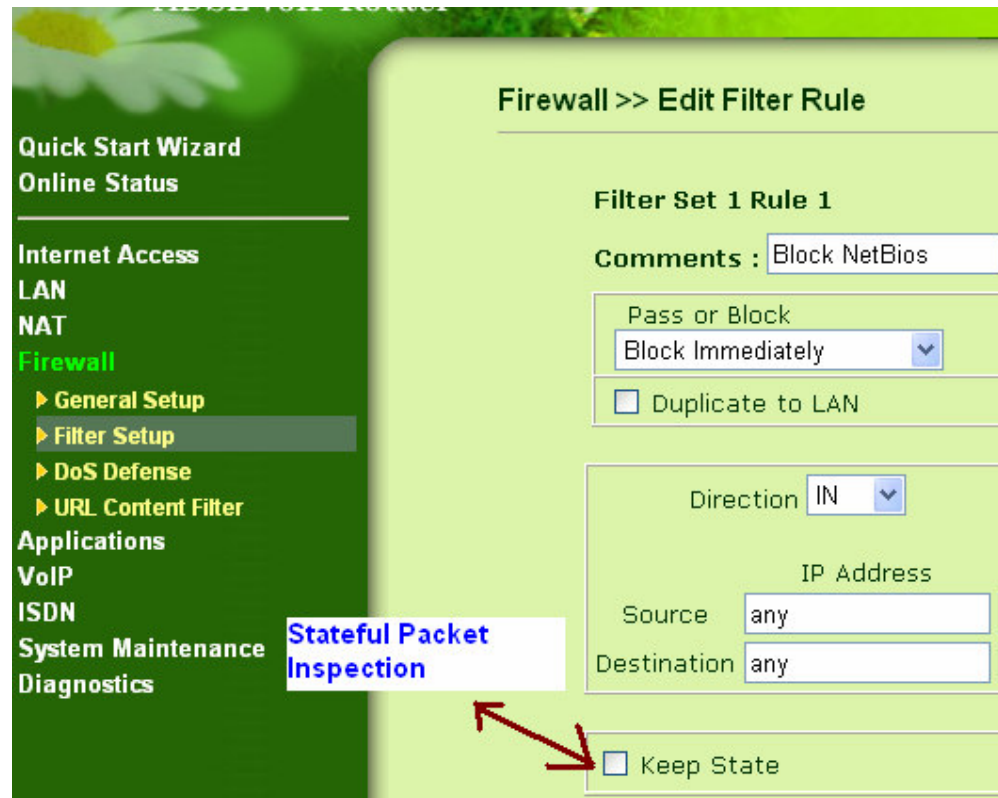 ADSL VoIP Router
Quick Start Wizard
Online Status
Internet Access
LAN
NAT
Firewall
General Setup
Filter Setup
DoS Defense
URL Content Filter
Applications
VoIP
ISDN
System Maintenance
Diagnostics
Firewall >> Edit Filter Rule
Filter Set 1 Rule 1
Comments : Block NetBios
Pass or Block
Block Immediately
Duplicate to LAN
Direction IN
IP Address
Source any
Destination any
Stateful Packet
Inspection
Keep State